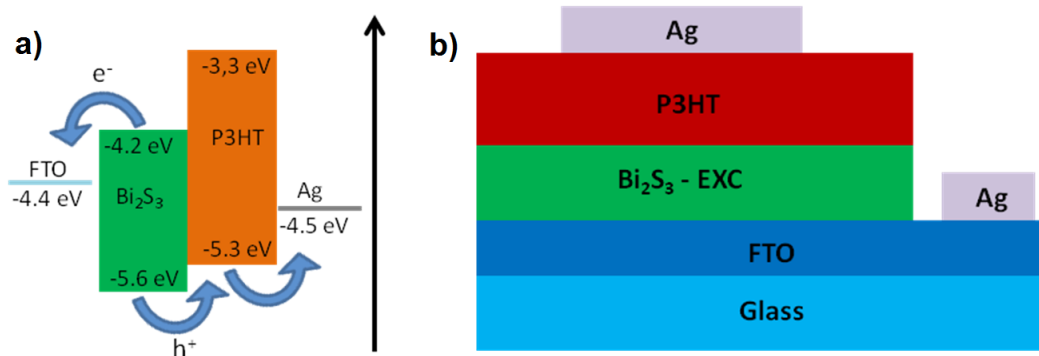 a)
e-
-3,3 eV
-4.2 eV
P3HT
FTO
-4.4 eV
Bi₂S₃
Ag
-4.5 eV
-5.3 eV
-5.6 eV
h⁺
b)
Ag
P3HT
Bi₂S₃ - EXC
Ag
FTO
Glass